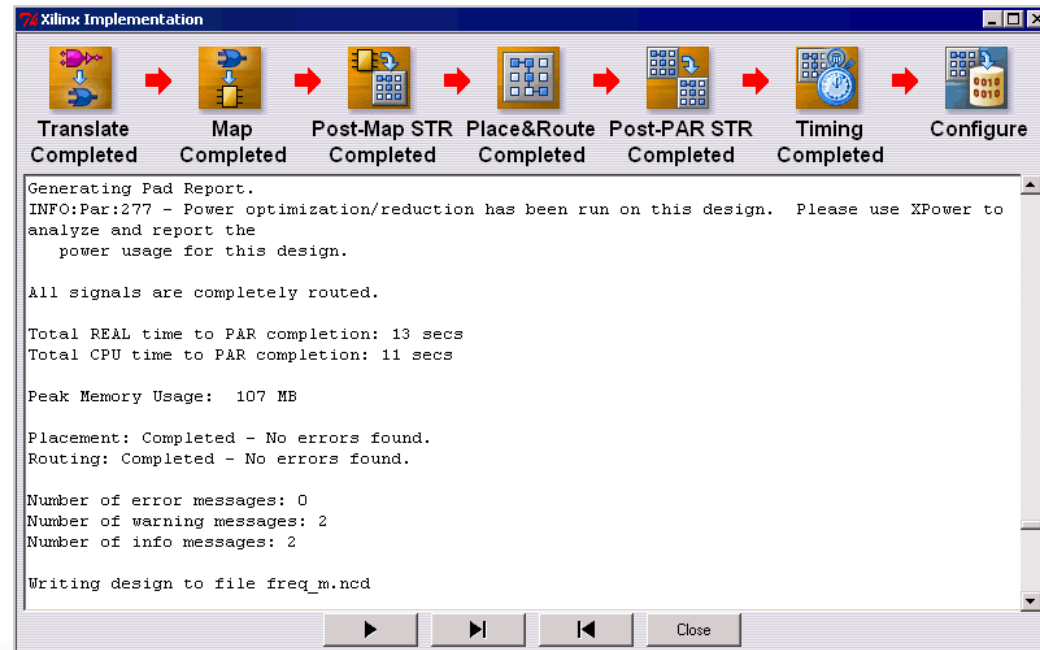 Xilinx Implementation
0010
0010
Translate Map Post-Map STR Place&Route Post-PAR STR Timing Configure
Completed Completed Completed Completed Completed Completed
Generating Pad Report.
INFO:Par:277 - Power optimization/reduction has been run on this design.  Please use XPower to
analyze and report the
   power usage for this design.
All signals are completely routed.
Total REAL time to PAR completion: 13 secs
Total CPU time to PAR completion: 11 secs
Peak Memory Usage:  107 MB
Placement: Completed - No errors found.
Routing: Completed - No errors found.
Number of error messages: 0
Number of warning messages: 2
Number of info messages: 2
Writing design to file freq_m.ncd
Close